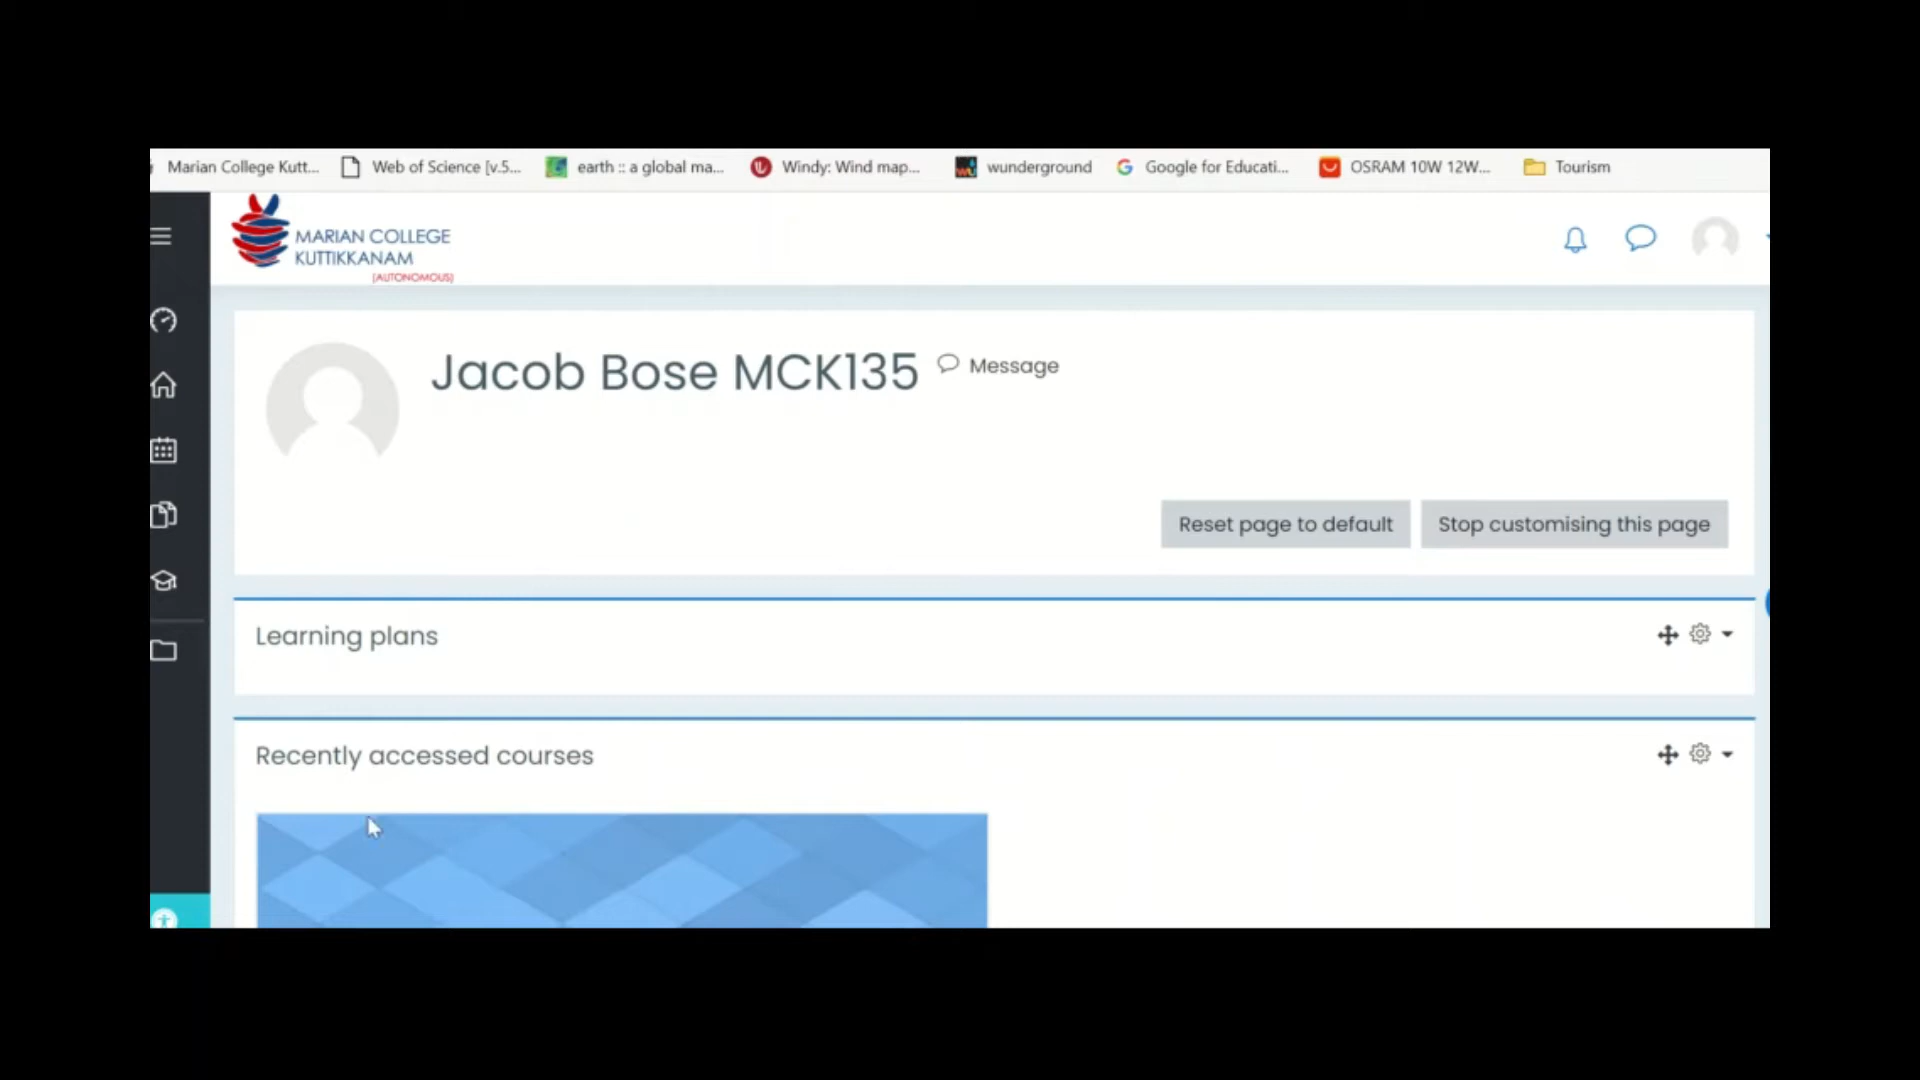 Marian College Kutt... Web of Science [v.5... earth :: a global ma... Windy: Wind map... wunderground Google for Educati... OSRAM 10W 12W... Tourism
MARIAN COLLEGE
KUTTIKKANAM
(AUTONOMOUS)
Jacob Bose MCK135 Message
Reset page to default Stop customising this page
Learning plans
Recently accessed courses